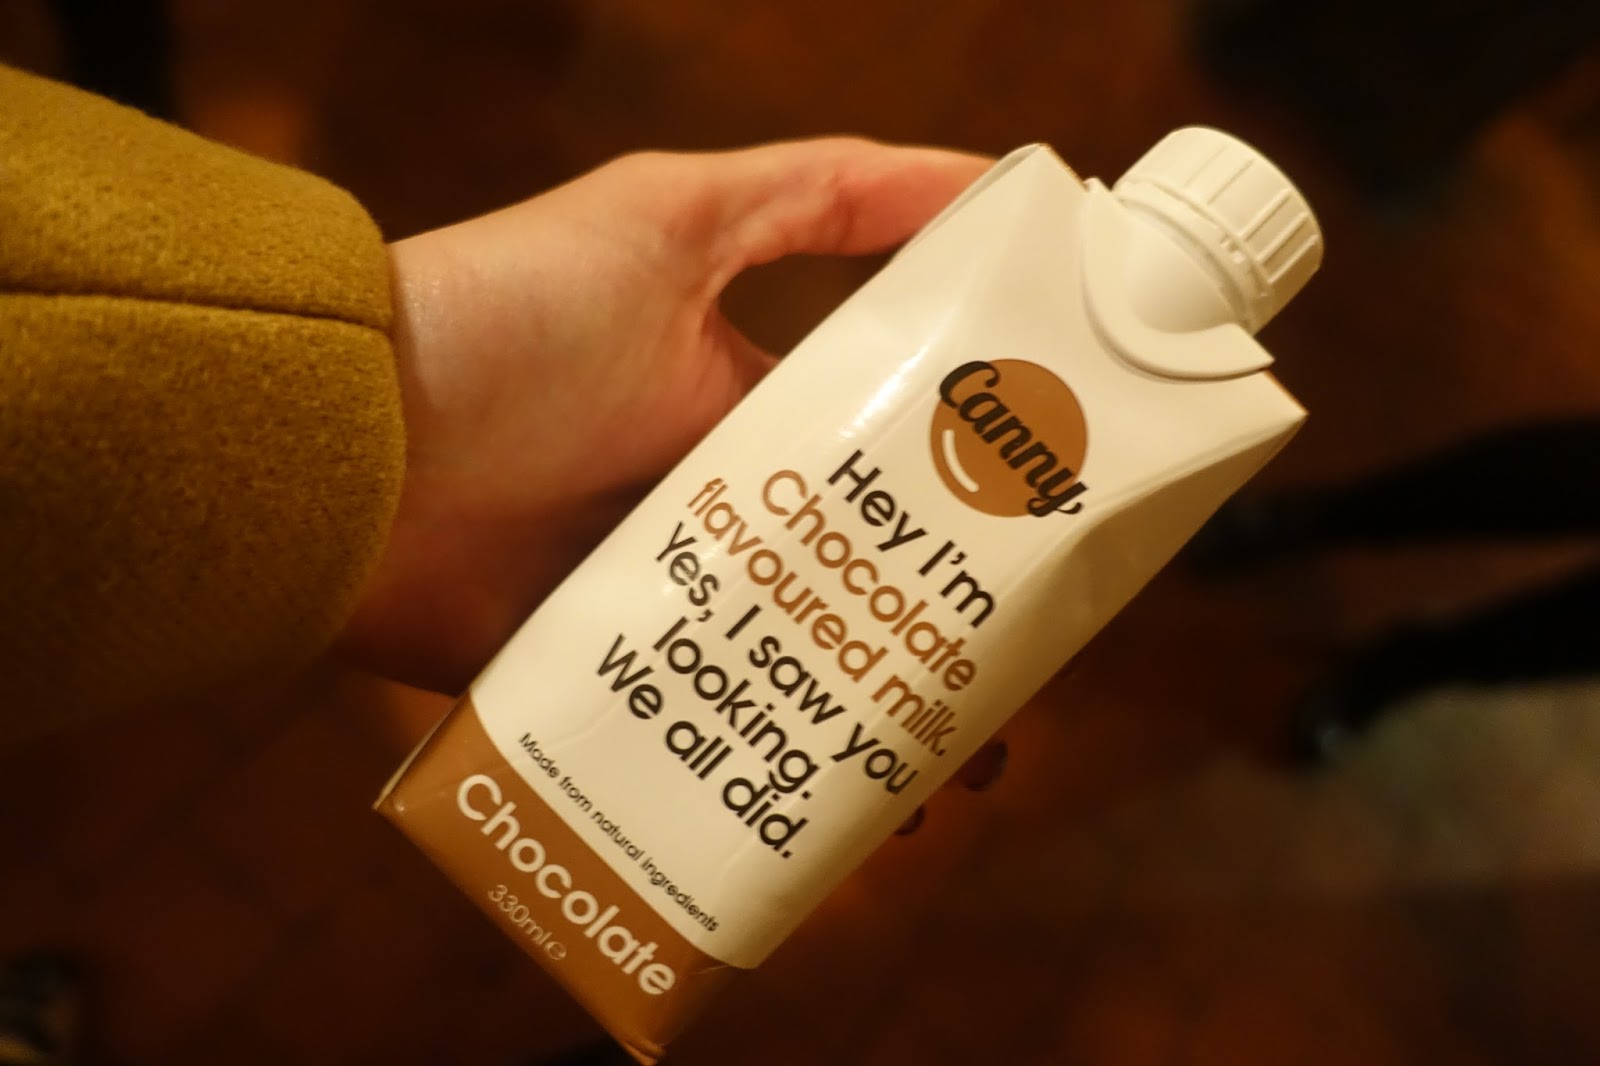 Canny
Hey I'm
Chocolate
flavoured milk.
Yes, I saw you
looking.
We all did.
Made from natural ingredients
Chocolate
330ml℮